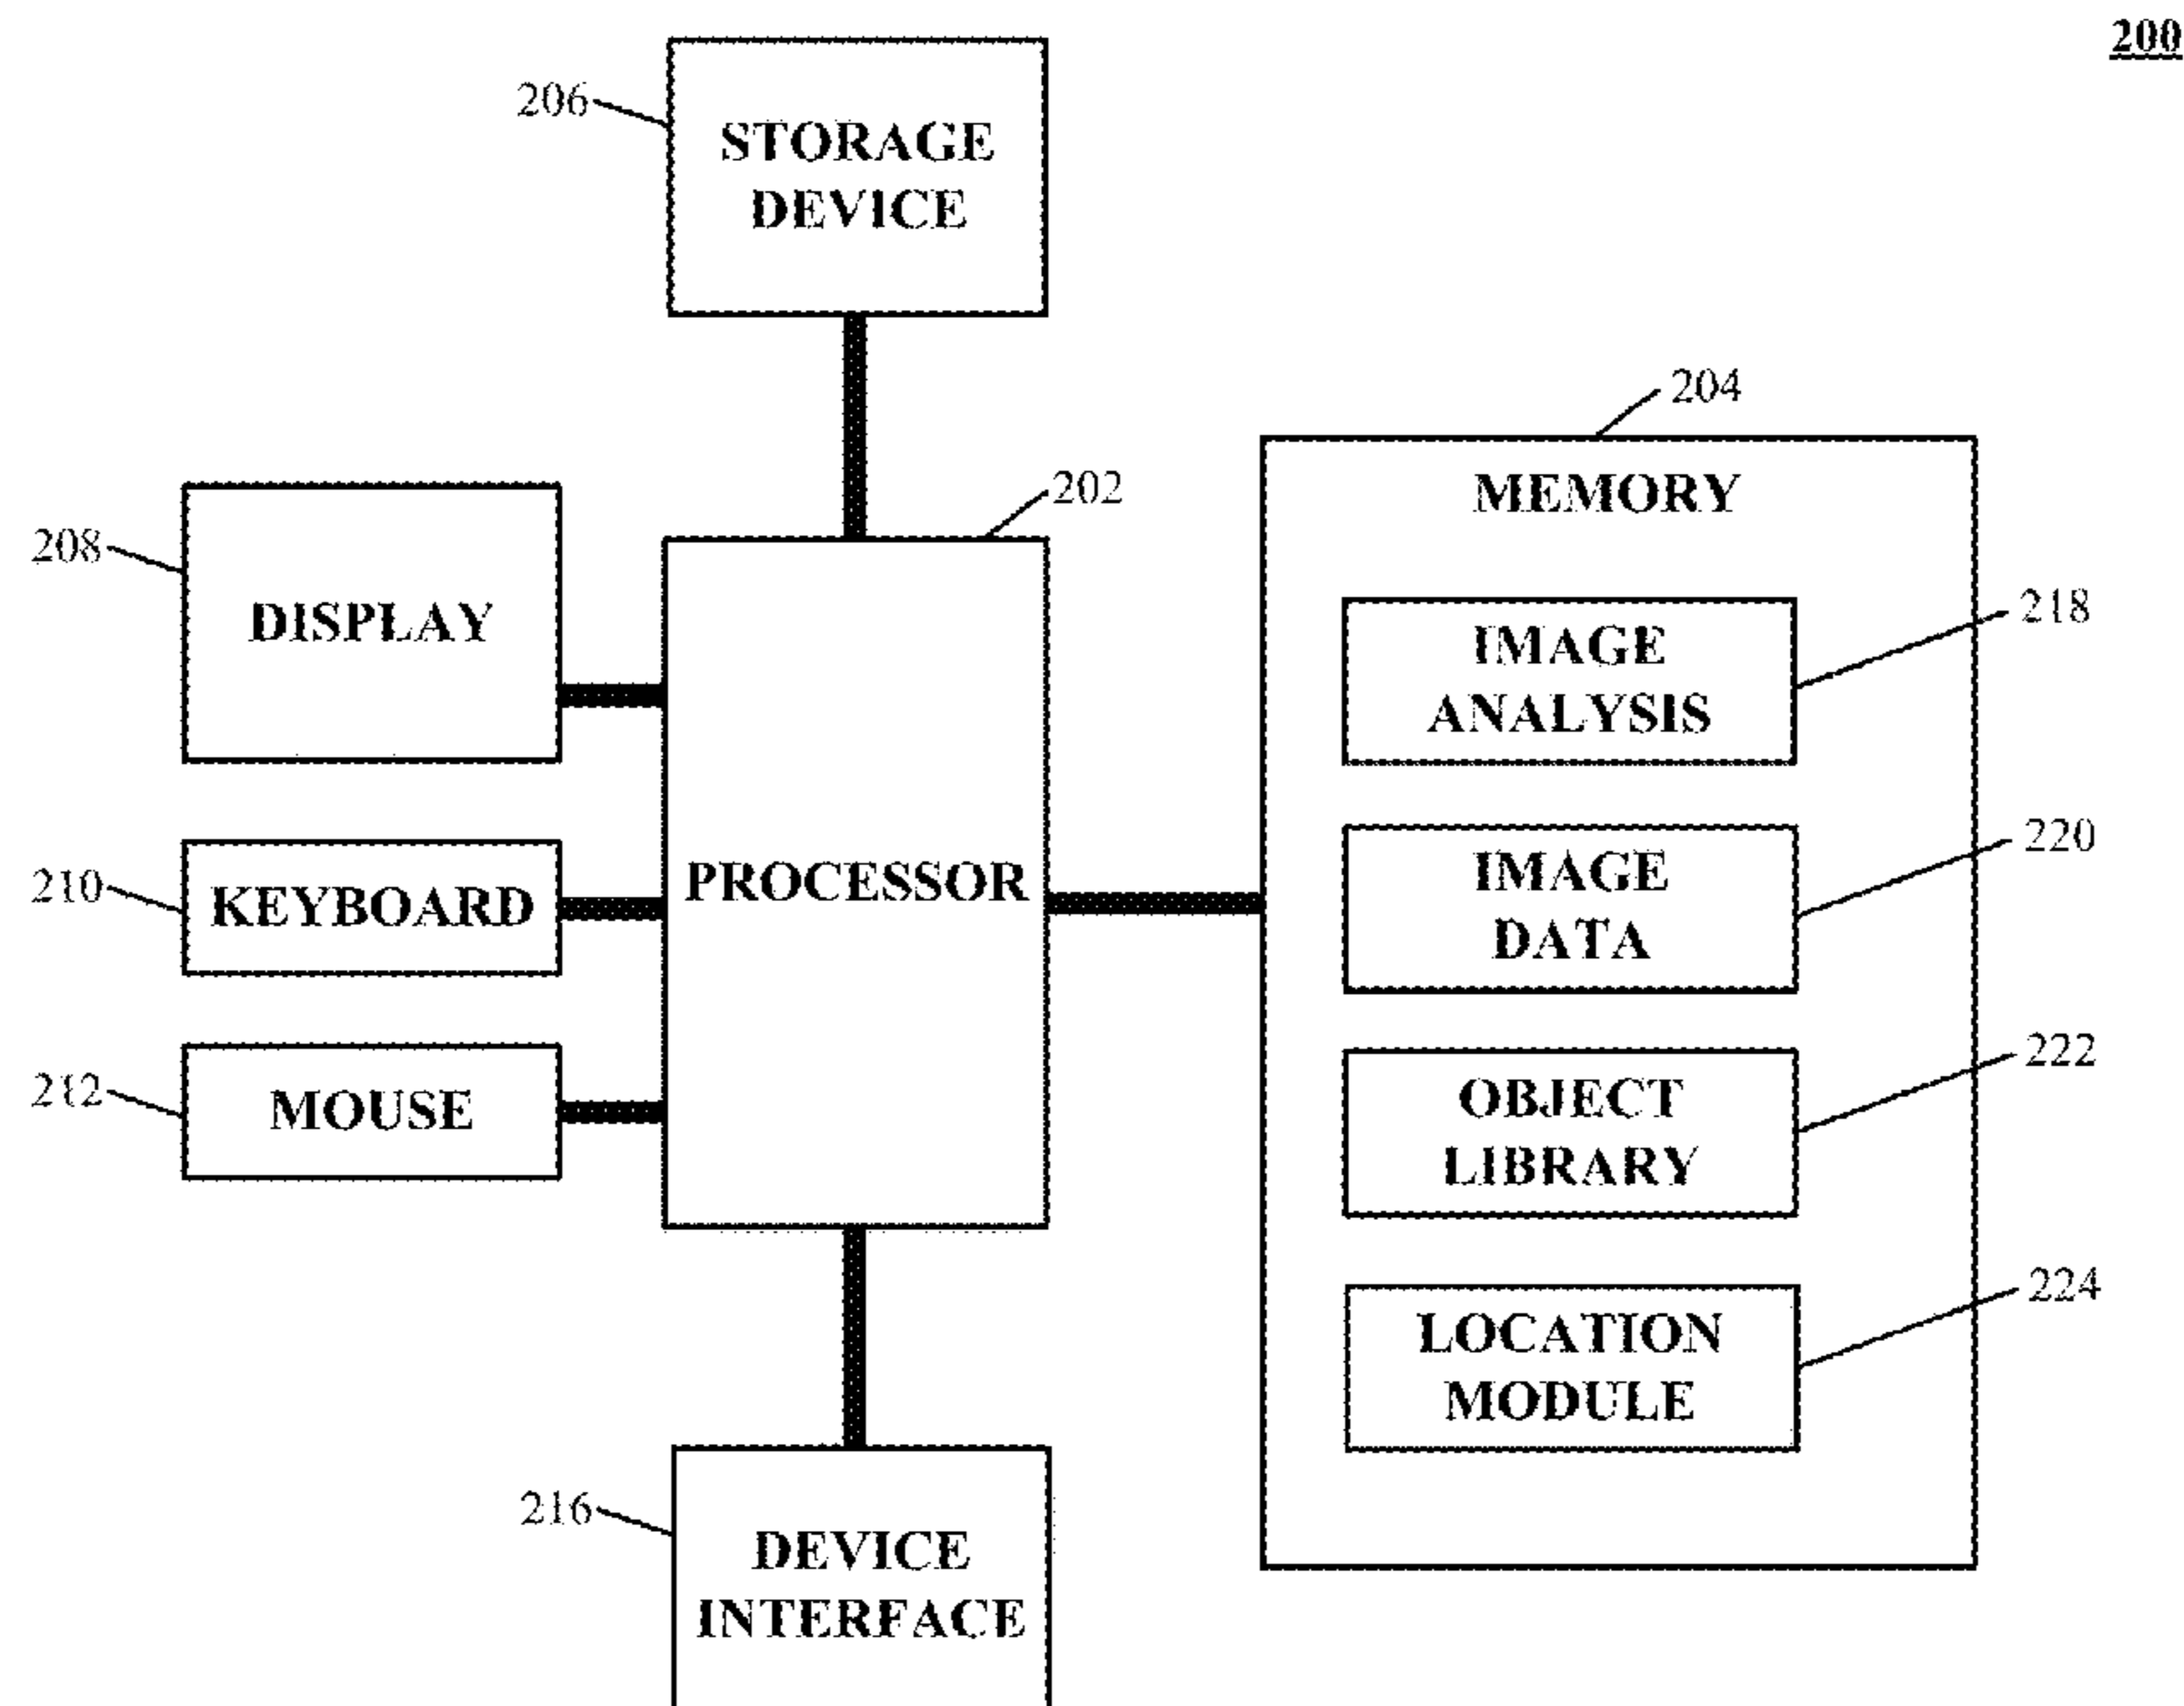 200
206
STORAGE
DEVICE
204
MEMORY
202
208
DISPLAY
218
IMAGE
ANALYSIS
220
IMAGE
DATA
210
KEYBOARD
PROCESSOR
222
OBJECT
LIBRARY
212
MOUSE
224
LOCATION
MODULE
216
DEVICE
INTERFACE